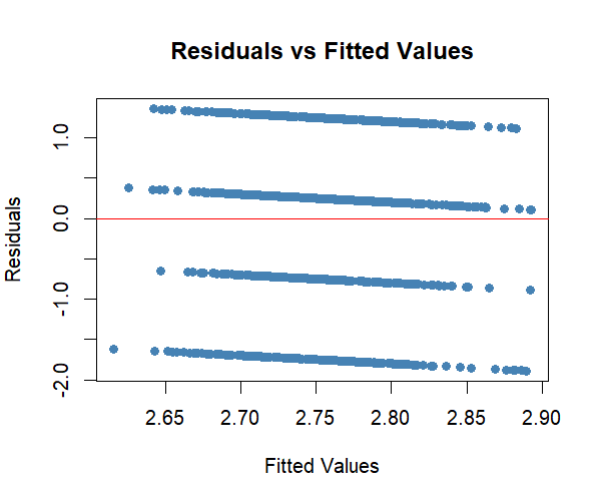 Residuals vs Fitted Values
1.0
0.0
-1.0
-2.0
Residuals
2.65 2.70 2.75 2.80 2.85 2.90
Fitted Values